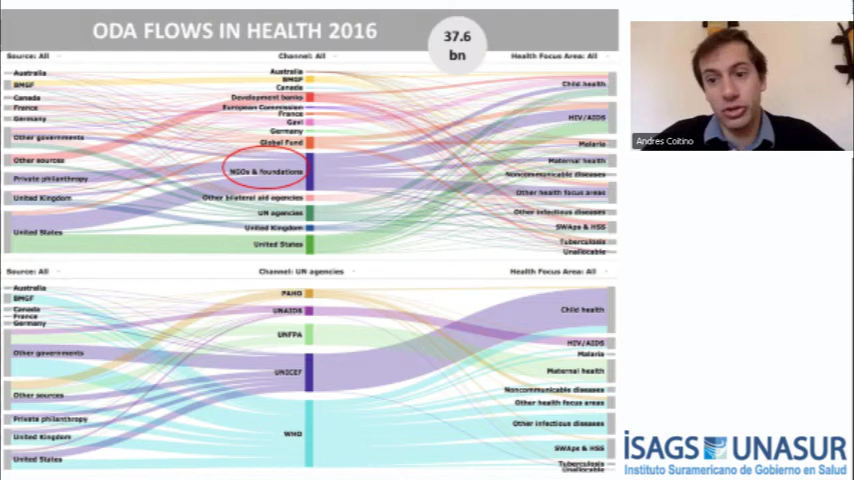 ODA FLOWS IN HEALTH 2016
37.6
bn
Source: All
Channel: All
Health Focus Area: All
Australia
BMGF
Canada
France
Germany
Other governments
Other sources
Private philanthropy
United Kingdom
United States
Australia
BMGF
Canada
Development banks
European Commission
France
Gavi
Germany
Global Fund
NGOs & foundations
Other bilateral aid agencies
UN agencies
United Kingdom
United States
Child health
HIV/AIDS
Malaria
Maternal health
Noncommunicable diseases
Other health focus areas
Other infectious diseases
SWAps & HSS
Tuberculosis
Unallocable
Source: All
Channel: UN agencies
Health Focus Area: All
Australia
BMGF
Canada
France
Germany
Other governments
Other sources
Private philanthropy
United Kingdom
United States
PAHO
UNAIDS
UNFPA
UNICEF
WHO
Child health
HIV/AIDS
Malaria
Maternal health
Noncommunicable diseases
Other health focus areas
Other infectious diseases
SWAps & HSS
Tuberculosis
Unallocable
Andres Coitino
iSAGS UNASUR
Instituto Suramericano de Gobierno en Salud